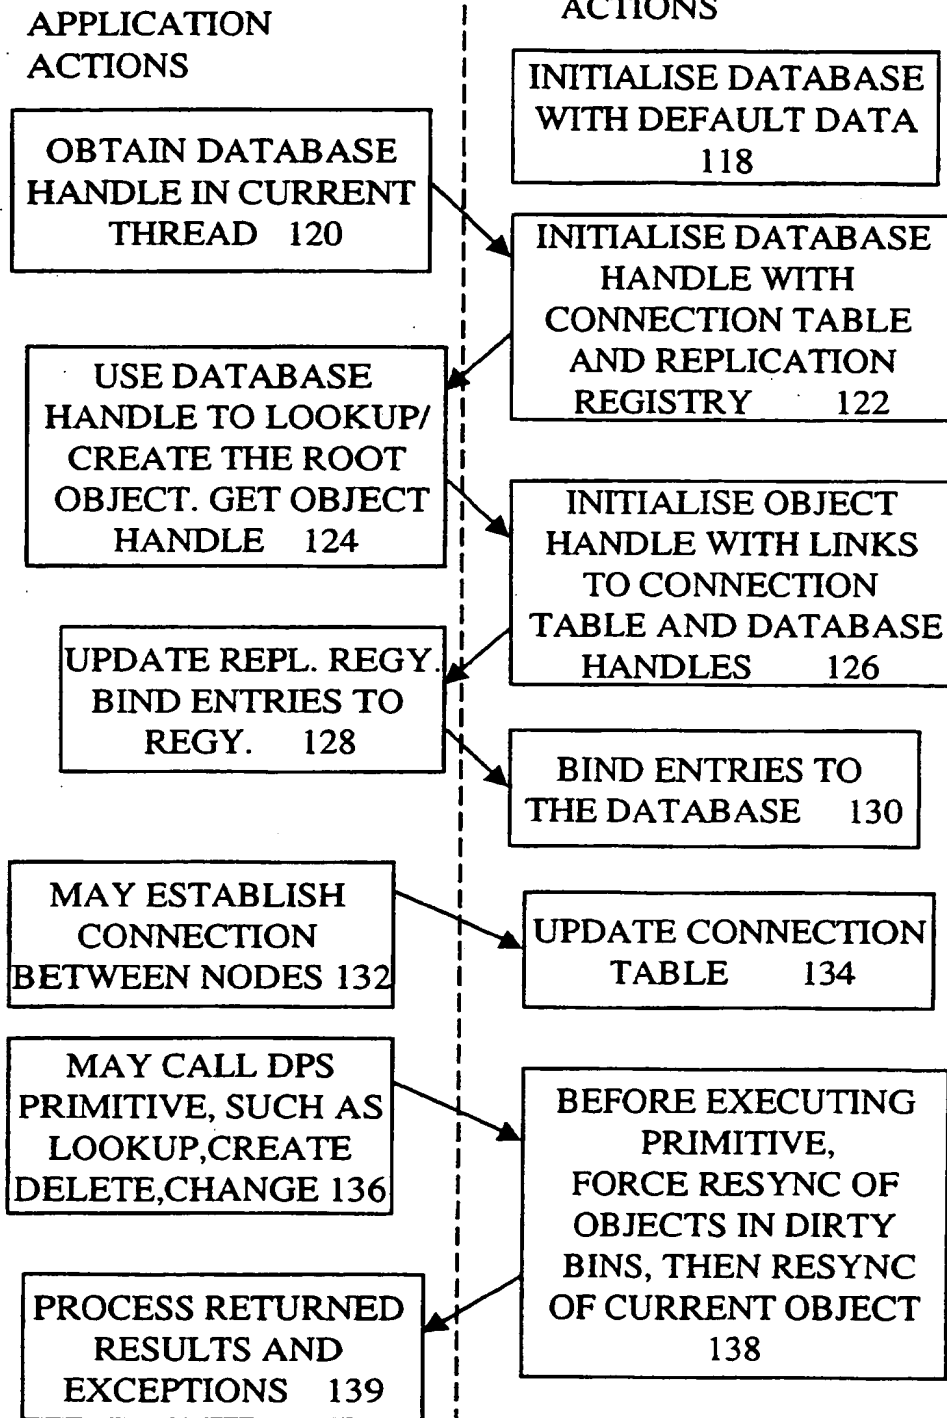 APPLICATION
ACTIONS
ACTIONS
INITIALISE DATABASE
WITH DEFAULT DATA
118
OBTAIN DATABASE
HANDLE IN CURRENT
THREAD 120
INITIALISE DATABASE
HANDLE WITH
CONNECTION TABLE
AND REPLICATION
REGISTRY 122
USE DATABASE
HANDLE TO LOOKUP/
CREATE THE ROOT
OBJECT. GET OBJECT
HANDLE 124
INITIALISE OBJECT
HANDLE WITH LINKS
TO CONNECTION
TABLE AND DATABASE
HANDLES 126
UPDATE REPL. REGY.
BIND ENTRIES TO
REGY. 128
BIND ENTRIES TO
THE DATABASE 130
MAY ESTABLISH
CONNECTION
BETWEEN NODES 132
UPDATE CONNECTION
TABLE 134
MAY CALL DPS
PRIMITIVE, SUCH AS
LOOKUP,CREATE
DELETE,CHANGE 136
BEFORE EXECUTING
PRIMITIVE,
FORCE RESYNC OF
OBJECTS IN DIRTY
BINS, THEN RESYNC
OF CURRENT OBJECT
138
PROCESS RETURNED
RESULTS AND
EXCEPTIONS 139